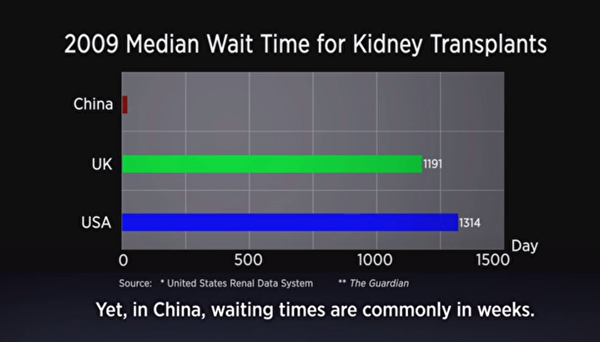 2009 Median Wait Time for Kidney Transplants
China
UK
1191
USA
1314
Day
0 500 1000 1500
Source: * United States Renal Data System ** The Guardian
Yet, in China, waiting times are commonly in weeks.